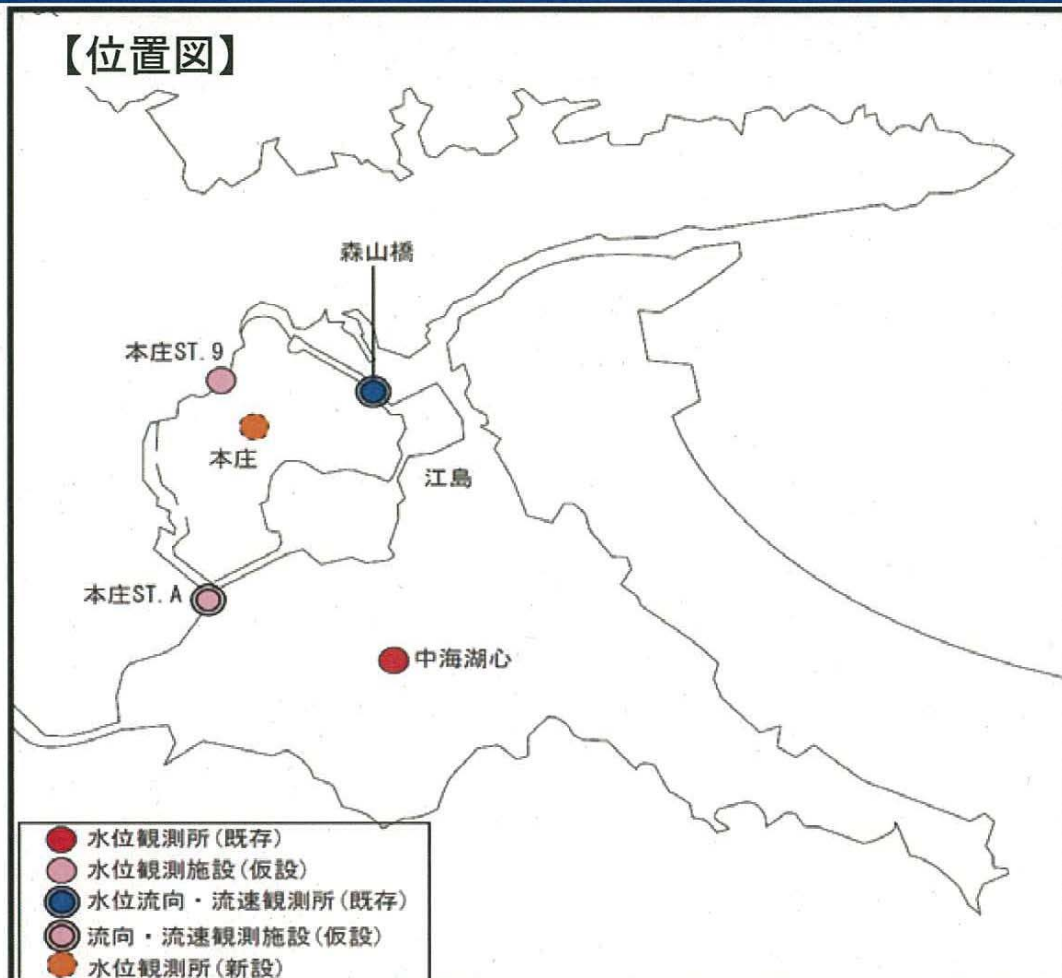 【位置図】
森山橋
本庄ST.9
本庄
江島
本庄ST.A
中海湖心
水位観測所(既存)
水位観測施設(仮設)
水位流向・流速観測所(既存)
流向・流速観測施設(仮設)
水位観測所(新設)